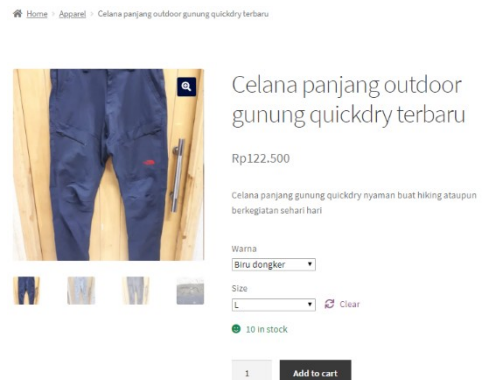 Home › Apparel › Celana panjang outdoor gunung quickdry terbaru
Celana panjang outdoor
gunung quickdry terbaru
Rp122.500
Celana panjang gunung quickdry nyaman buat hiking ataupun
berkegiatan sehari hari
Warna
Biru dongker
Size
L
Clear
10 in stock
1
Add to cart